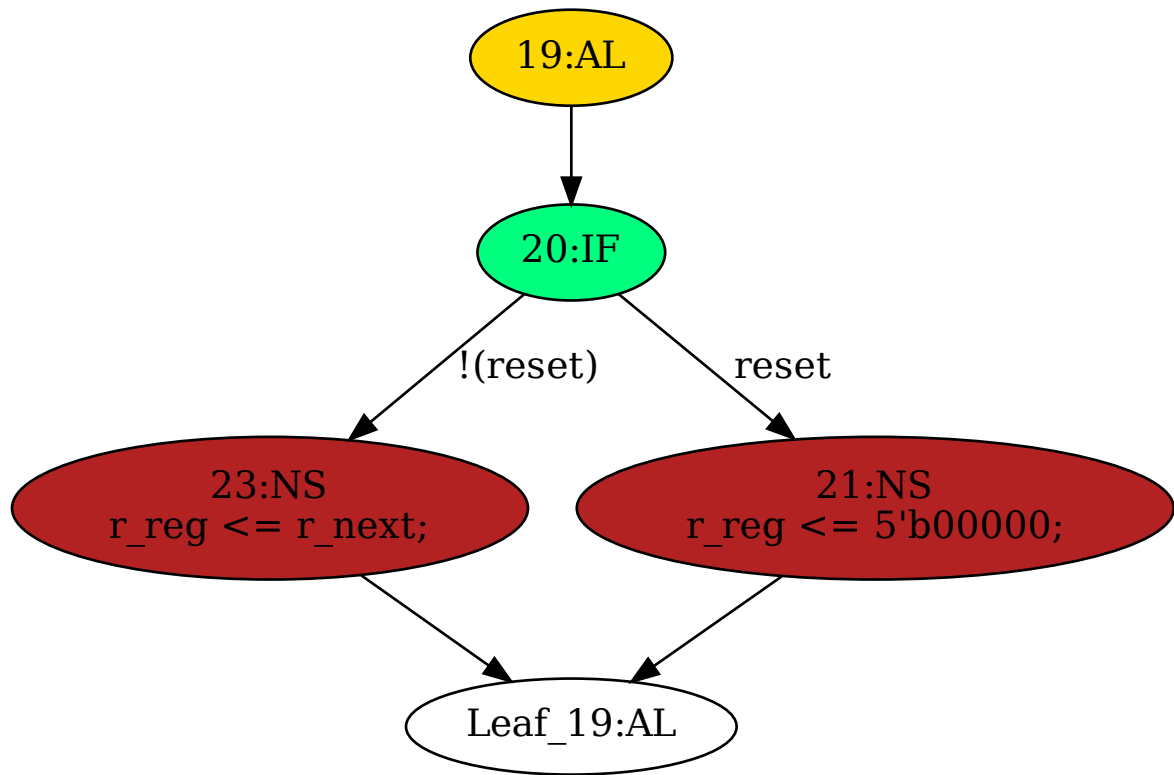 19:AL
20:IF
!(reset)
reset
23:NS
r_reg <= r_next;
21:NS
r_reg <= 5'b00000;
Leaf_19:AL